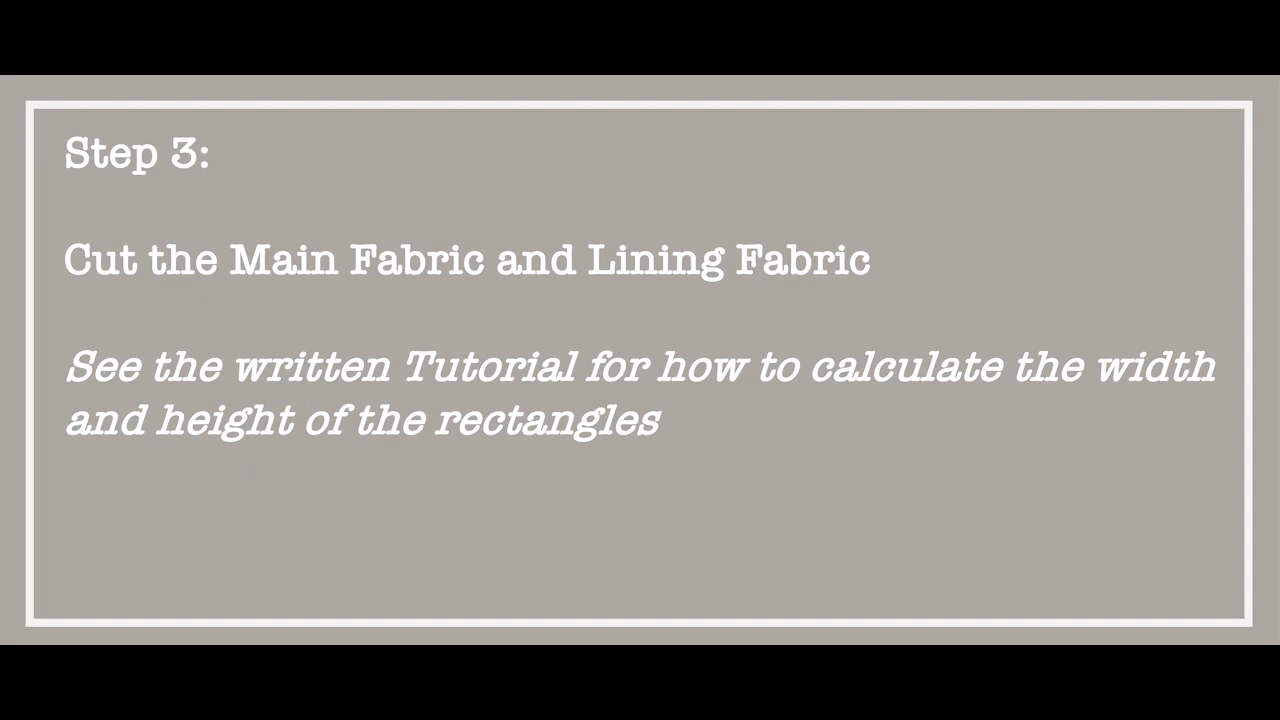 Step 3:
Cut the Main Fabric and Lining Fabric
See the written Tutorial for how to calculate the width
and height of the rectangles